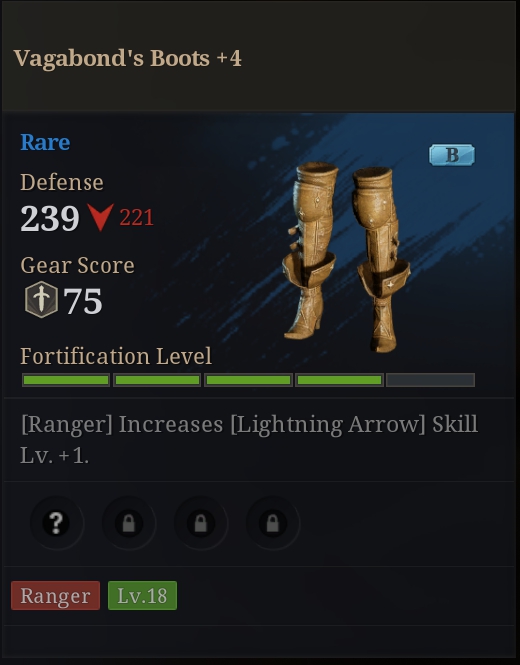 Vagabond's Boots +4
Rare
B
Defense
239 221
Gear Score
75
Fortification Level
[Ranger] Increases [Lightning Arrow] Skill
Lv. +1.
?
Ranger Lv.18